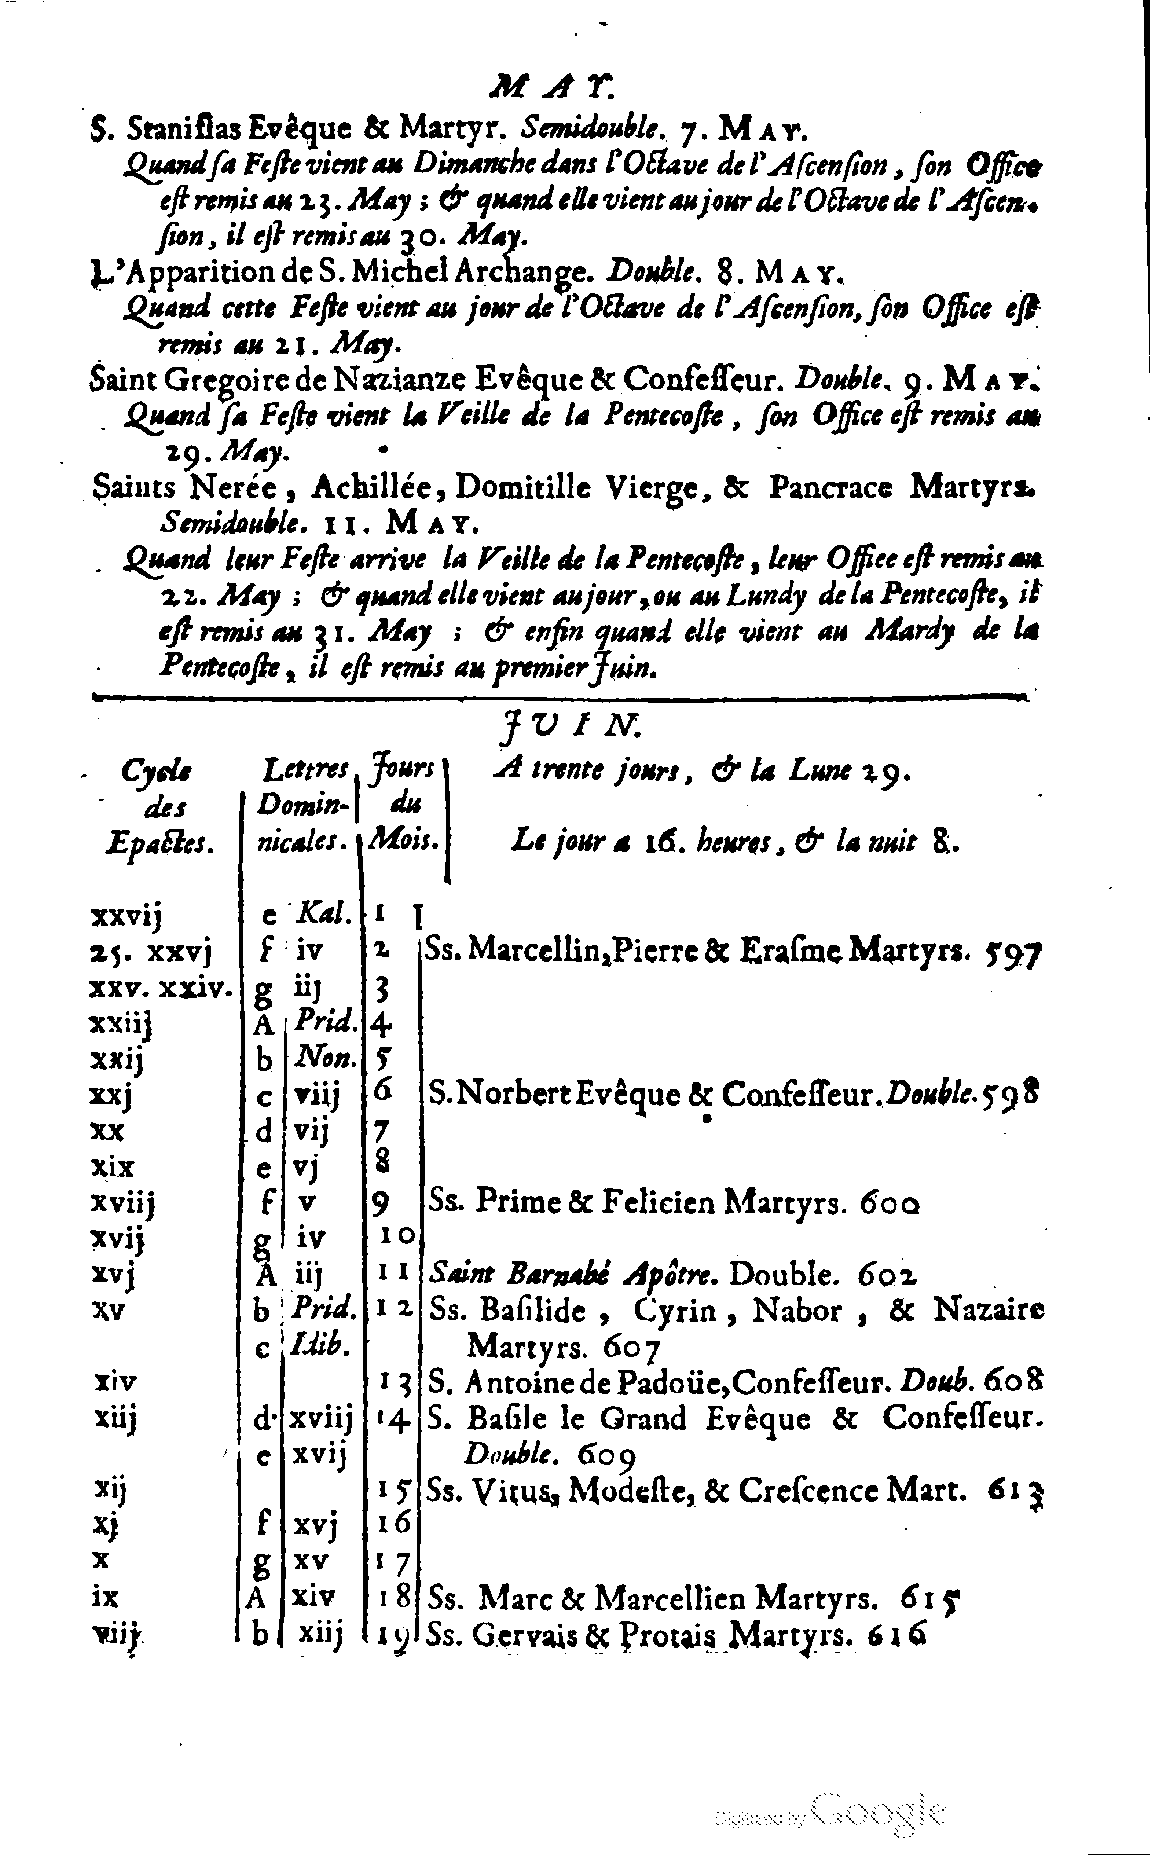 MAY.
S. Stanislas Evêque & Martyr. Semidouble. 7. MAY.
Quand ſa Feſte vient au Dimanche dans l'Octave de l'Aſcenſion, ſon Office
eſt remis au 23. May ; & quand elle vient au jour de l'Octave de l'Aſcen-
ſion, il eſt remis au 30. May.
L'Apparition de S. Michel Archange. Double. 8. MAY.
Quand cette Feſte vient au jour de l'Octave de l'Aſcenſion, ſon Office eſt
remis au 21. May.
Saint Gregoire de Nazianze Evêque & Confeſſeur. Double. 9. MAY.
Quand ſa Feſte vient la Veille de la Pentecoſte, ſon Office eſt remis au
29. May.
Saints Nerée, Achillée, Domitille Vierge, & Pancrace Martyrs.
Semidouble. 11. MAY.
Quand leur Feſte arrive la Veille de la Pentecoſte, leur Office eſt remis au
22. May ; & quand elle vient au jour, ou au Lundy de la Pentecoſte, il
eſt remis au 31. May ; & enfin quand elle vient au Mardy de la
Pentecoſte, il eſt remis au premier Juin.
JVIN.
Cycle Lettres Jours A trente jours, & la Lune 29.
des Domin- du
Epactes. nicales. Mois. Le jour a 16. heures, & la nuit 8.
xxvij e Kal. 1
25. xxvj f iv 2 Ss. Marcellin, Pierre & Eraſme Martyrs. 597
xxv. xxiv. g iij 3
xxiij A Prid. 4
xxij b Non. 5
xxj c viij 6 S. Norbert Evêque & Confeſſeur. Double. 598
xx d vij 7
xix e vj 8
xviij f v 9 Ss. Prime & Felicien Martyrs. 600
xvij g iv 10
xvj A iij 11 Saint Barnabé Apôtre. Double. 602
xv b Prid. 12 Ss. Baſilide, Cyrin, Nabor, & Nazaire
c Idib. Martyrs. 607
xiv 13 S. Antoine de Padoüe, Confeſſeur. Doub. 608
xiij d xviij 14 S. Baſile le Grand Evêque & Confeſſeur.
e xvij Double. 609
xij 15 Ss. Vitus, Modeſte, & Creſcence Mart. 613
xj f xvj 16
x g xv 17
ix A xiv 18 Ss. Marc & Marcellien Martyrs. 615
viij b xiij 19 Ss. Gervais & Protais Martyrs. 616
Digitized by Google